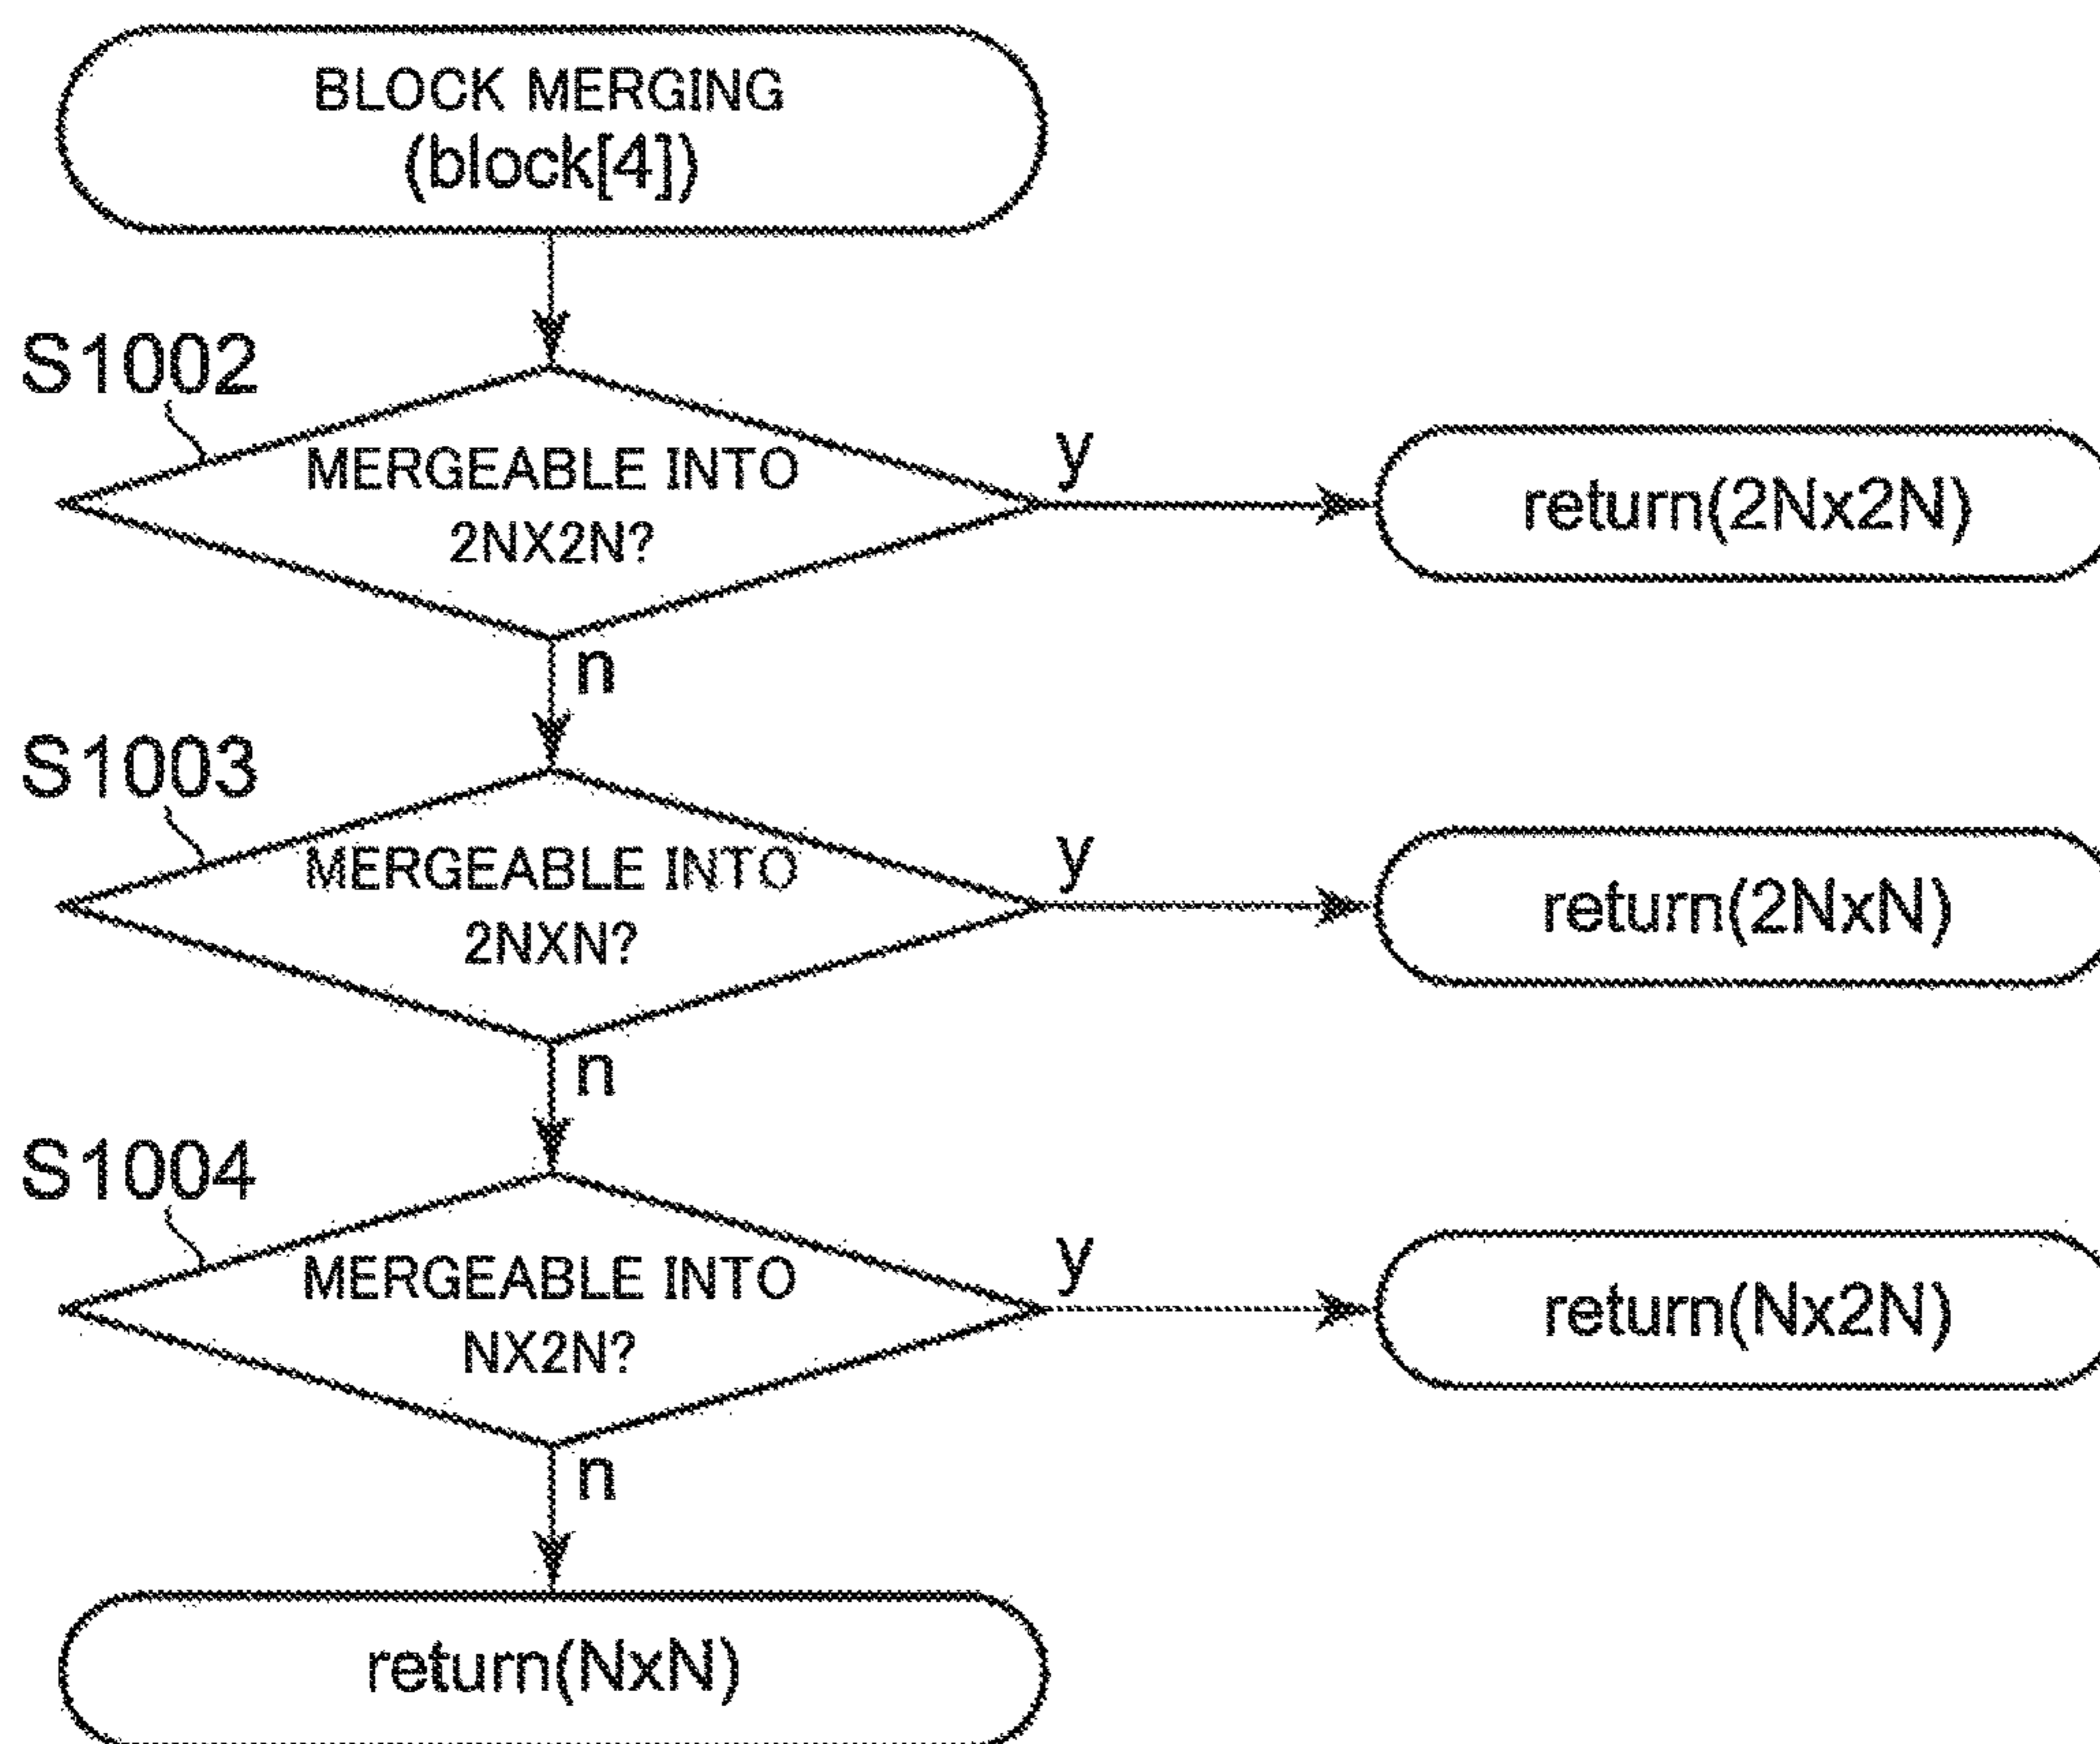 BLOCK MERGING
(block[4])
S1002
MERGEABLE INTO
2NX2N?
y
return(2Nx2N)
n
S1003
MERGEABLE INTO
2NXN?
y
return(2NxN)
n
S1004
MERGEABLE INTO
NX2N?
y
return(Nx2N)
n
return(NxN)